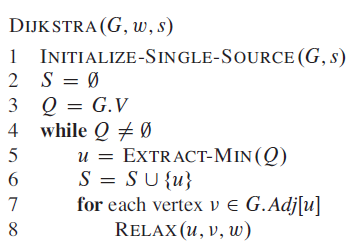 DIJKSTRA(G, w, s)
1 INITIALIZE-SINGLE-SOURCE(G, s)
2 S = ∅
3 Q = G.V
4 while Q ≠ ∅
5 u = EXTRACT-MIN(Q)
6 S = S ∪ {u}
7 for each vertex v ∈ G.Adj[u]
8 RELAX(u, v, w)